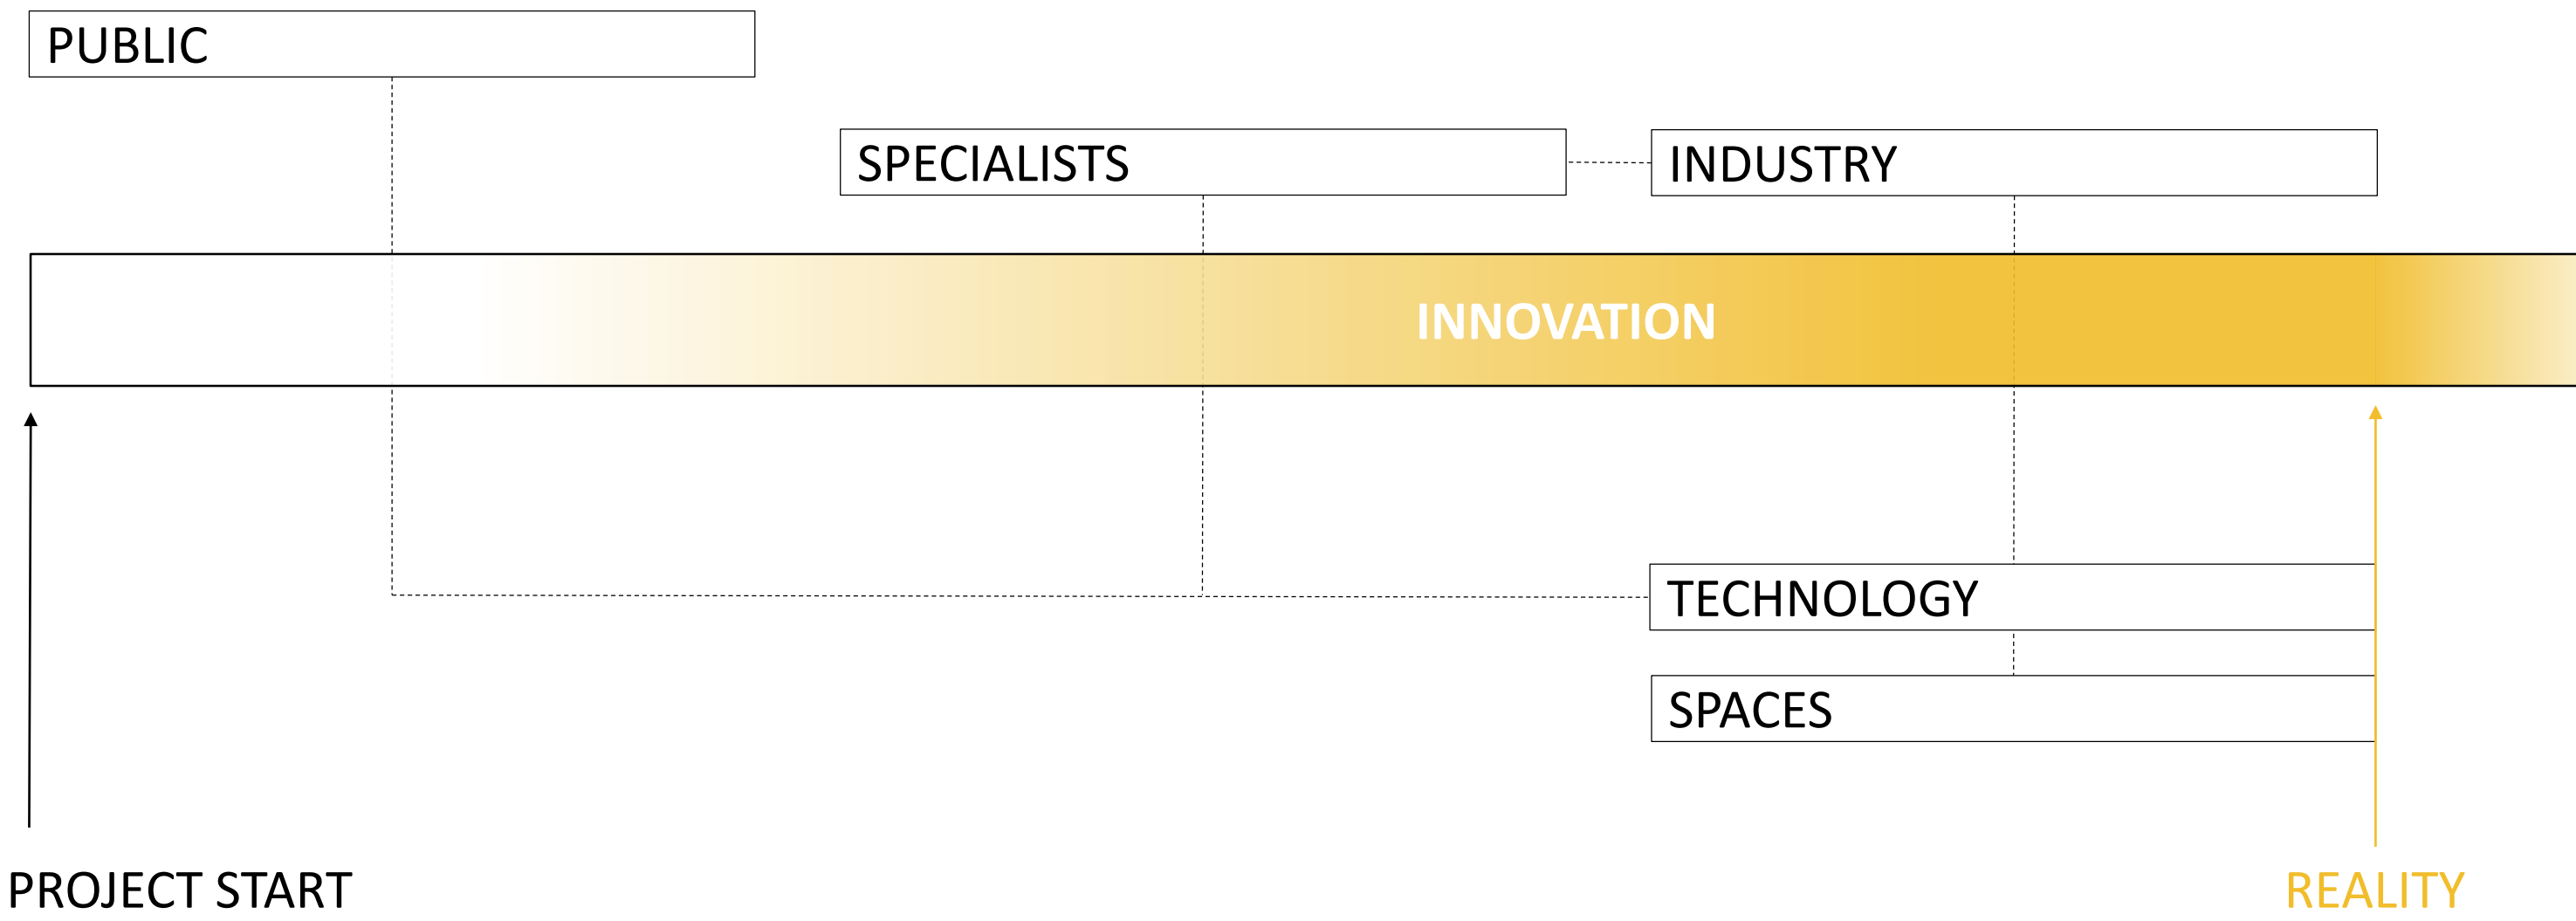 PUBLIC
SPECIALISTS
INDUSTRY
INNOVATION
TECHNOLOGY
SPACES
PROJECT START
REALITY